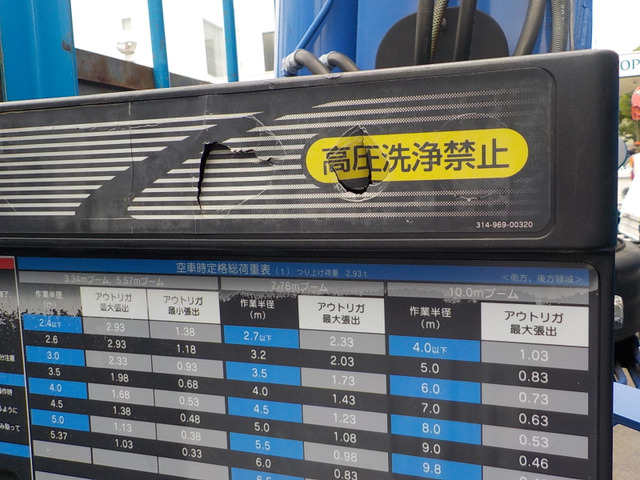 高圧洗浄禁止
314-969-00320
空車時定格総荷重表(t) つり上げ荷重 2.93t
<側方、後方領域>
3.34mブーム 5.57mブーム 7.78mブーム 10.0mブーム
作業半径(m) アウトリガ最大張出 アウトリガ最小張出 作業半径(m) アウトリガ最大張出 作業半径(m) アウトリガ最大張出
2.4以下 2.93 1.38 2.7以下 2.33 4.0以下 1.03
2.6 2.93 1.18 3.2 2.03 5.0 0.83
3.0 2.33 0.93 3.5 1.73 6.0 0.73
3.5 1.98 0.68 4.0 1.43 7.0 0.63
4.0 1.68 0.53 4.5 1.23 8.0 0.53
4.5 1.38 0.48 5.0 1.08 9.0 0.46
5.0 1.13 0.38 5.5 0.98 9.8
5.37 1.03 0.33 6.0 0.83